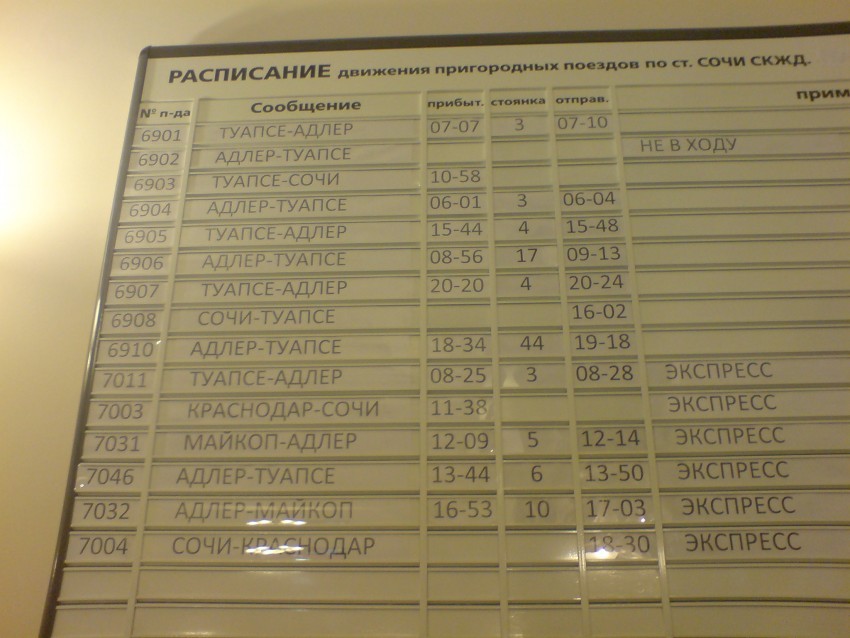 РАСПИСАНИЕ движения пригородных поездов по ст. СОЧИ СКЖД.
№ п-да Сообщение прибыт. стоянка отправ. прим
6901 ТУАПСЕ-АДЛЕР 07-07 3 07-10
6902 АДЛЕР-ТУАПСЕ НЕ В ХОДУ
6903 ТУАПСЕ-СОЧИ 10-58
6904 АДЛЕР-ТУАПСЕ 06-01 3 06-04
6905 ТУАПСЕ-АДЛЕР 15-44 4 15-48
6906 АДЛЕР-ТУАПСЕ 08-56 17 09-13
6907 ТУАПСЕ-АДЛЕР 20-20 4 20-24
6908 СОЧИ-ТУАПСЕ 16-02
6910 АДЛЕР-ТУАПСЕ 18-34 44 19-18
7011 ТУАПСЕ-АДЛЕР 08-25 3 08-28 ЭКСПРЕСС
7003 КРАСНОДАР-СОЧИ 11-38 ЭКСПРЕСС
7031 МАЙКОП-АДЛЕР 12-09 5 12-14 ЭКСПРЕСС
7046 АДЛЕР-ТУАПСЕ 13-44 6 13-50 ЭКСПРЕСС
7032 АДЛЕР-МАЙКОП 16-53 10 17-03 ЭКСПРЕСС
7004 СОЧИ-КРАСНОДАР 18-30 ЭКСПРЕСС